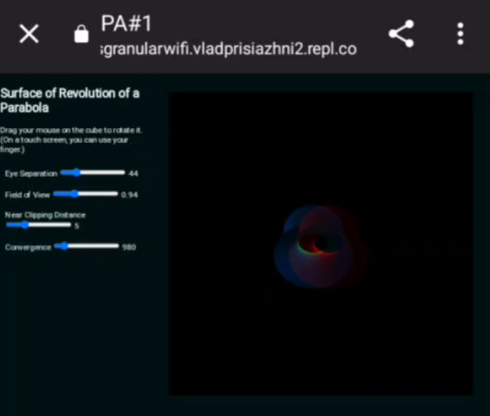 PA#1
sgranularwifi.vladprisiazhni2.repl.co
Surface of Revolution of a
Parabola
Drag your mouse on the cube to rotate it.
(On a touch screen, you can use your
finger.)
Eye Separation 44
Field of View 0.94
Near Clipping Distance
5
Convergence 980